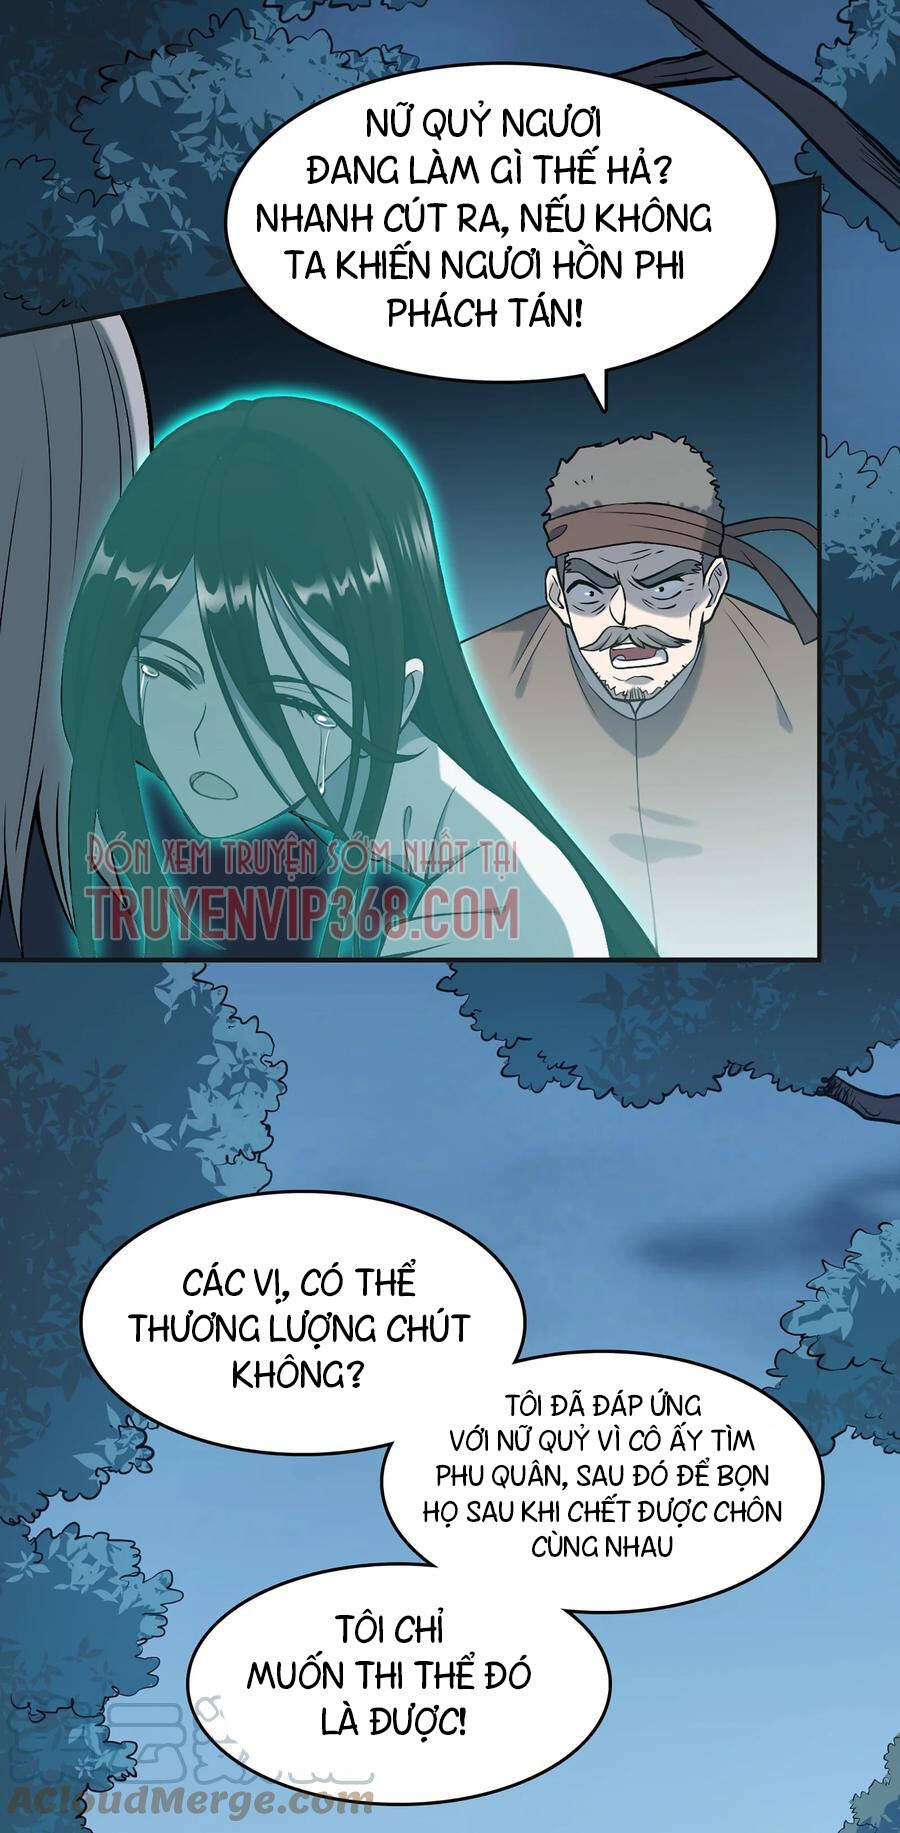 NỮ QUỶ NGƯƠI
ĐANG LÀM GÌ THẾ HẢ?
NHANH CÚT RA, NẾU KHÔNG
TA KHIẾN NGƯƠI HỒN PHI
PHÁCH TÁN!
ĐÓN XEM TRUYỆN SỚM NHẤT TẠI
TRUYENVIP368.COM
CÁC VỊ, CÓ THỂ
THƯƠNG LƯỢNG CHÚT
KHÔNG?
TÔI ĐÃ ĐÁP ỨNG
VỚI NỮ QUỶ VÌ CÔ ẤY TÌM
PHU QUÂN, SAU ĐÓ ĐỂ BỌN
HỌ SAU KHI CHẾT ĐƯỢC CHÔN
CÙNG NHAU
TÔI CHỈ
MUỐN THI THỂ ĐÓ
LÀ ĐƯỢC!
AcloudMerge.com